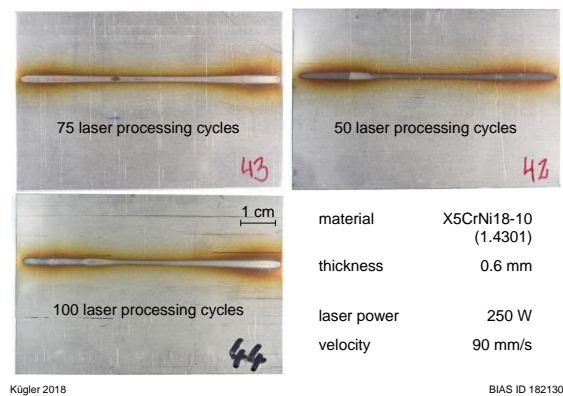 75 laser processing cycles
43
50 laser processing cycles
42
1 cm
100 laser processing cycles
44
material X5CrNi18-10
(1.4301)
thickness 0.6 mm
laser power 250 W
velocity 90 mm/s
Kügler 2018 BIAS ID 182130